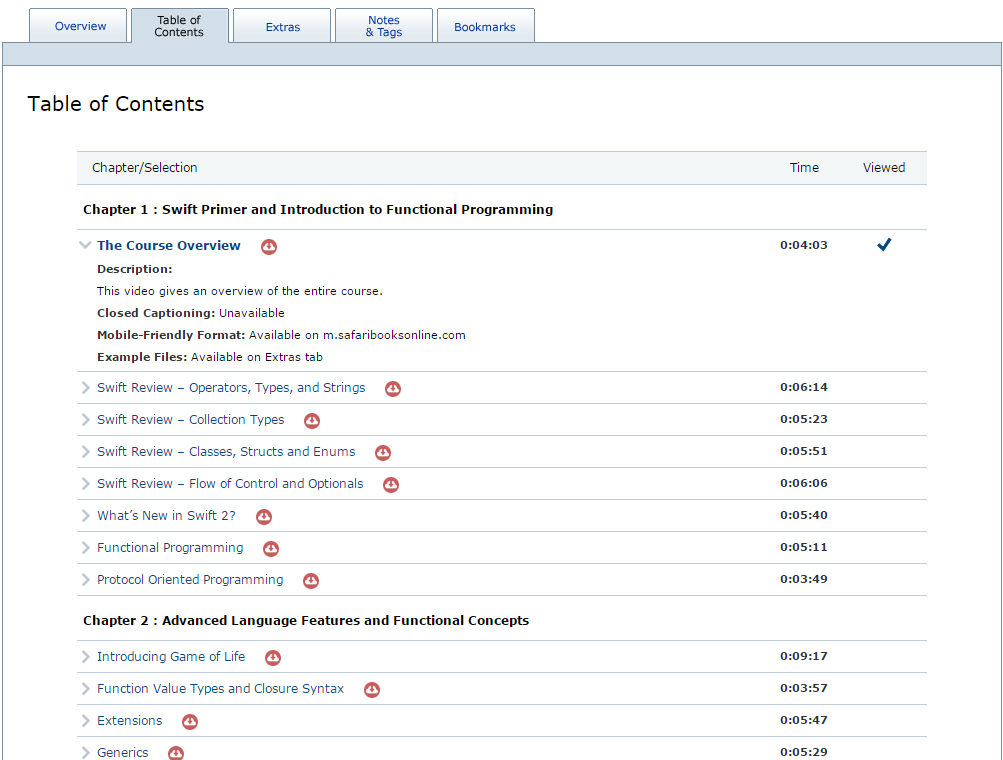 Overview
Table of
Contents
Extras
Notes
& Tags
Bookmarks
Table of Contents
Chapter/Selection Time Viewed
Chapter 1 : Swift Primer and Introduction to Functional Programming
The Course Overview 0:04:03
Description:
This video gives an overview of the entire course.
Closed Captioning: Unavailable
Mobile-Friendly Format: Available on m.safaribooksonline.com
Example Files: Available on Extras tab
Swift Review – Operators, Types, and Strings 0:06:14
Swift Review – Collection Types 0:05:23
Swift Review – Classes, Structs and Enums 0:05:51
Swift Review – Flow of Control and Optionals 0:06:06
What’s New in Swift 2? 0:05:40
Functional Programming 0:05:11
Protocol Oriented Programming 0:03:49
Chapter 2 : Advanced Language Features and Functional Concepts
Introducing Game of Life 0:09:17
Function Value Types and Closure Syntax 0:03:57
Extensions 0:05:47
Generics 0:05:29